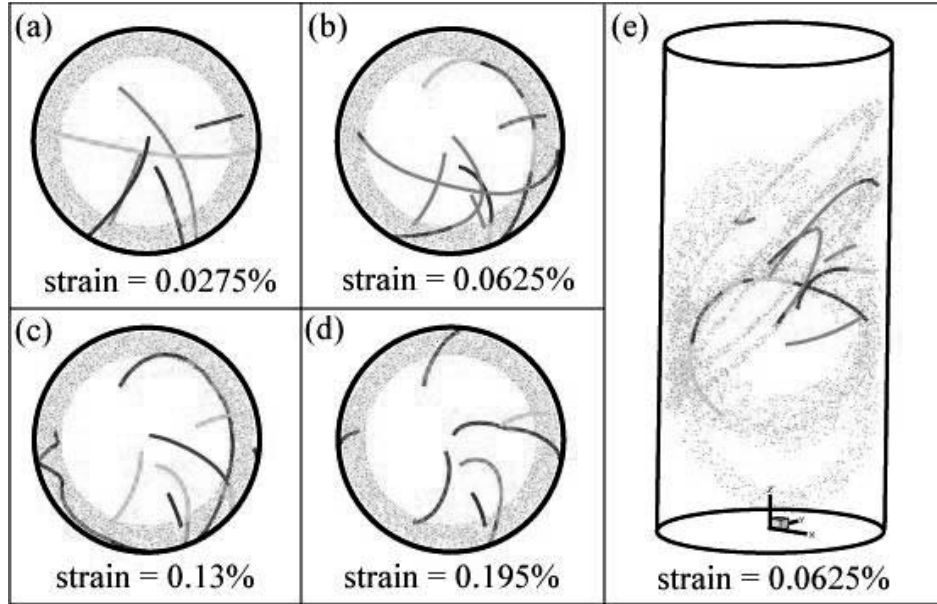 (a)
strain = 0.0275%
(b)
strain = 0.0625%
(c)
strain = 0.13%
(d)
strain = 0.195%
(e)
Z
Y
X
strain = 0.0625%